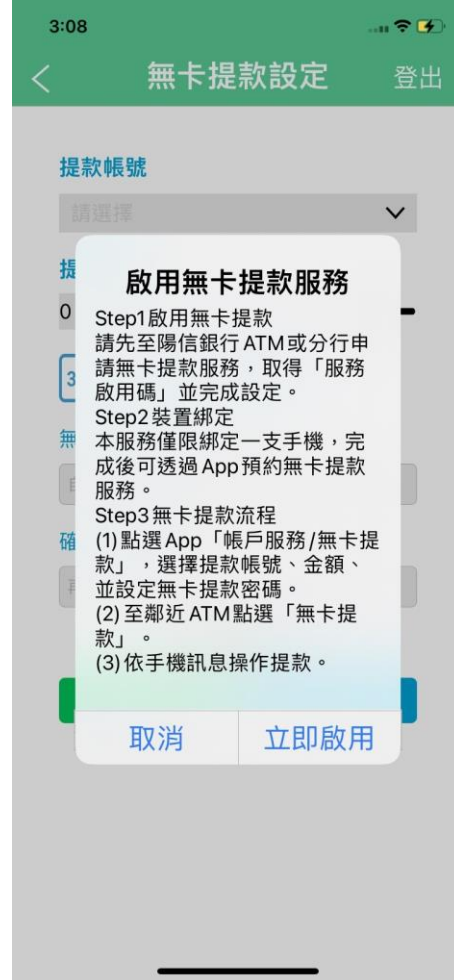 3:08
無卡提款設定
登出
提款帳號
請選擇
提
啟用無卡提款服務
0
Step1啟用無卡提款
請先至陽信銀行ATM或分行申
請無卡提款服務，取得「服務
啟用碼」並完成設定。
3
Step2裝置綁定
無
本服務僅限綁定一支手機，完
成後可透過App預約無卡提款
服務。
Step3無卡提款流程
確
(1)點選App「帳戶服務/無卡提
款」，選擇提款帳號、金額、
並設定無卡提款密碼。
(2)至鄰近ATM點選「無卡提
款」。
(3)依手機訊息操作提款。
取消
立即啟用